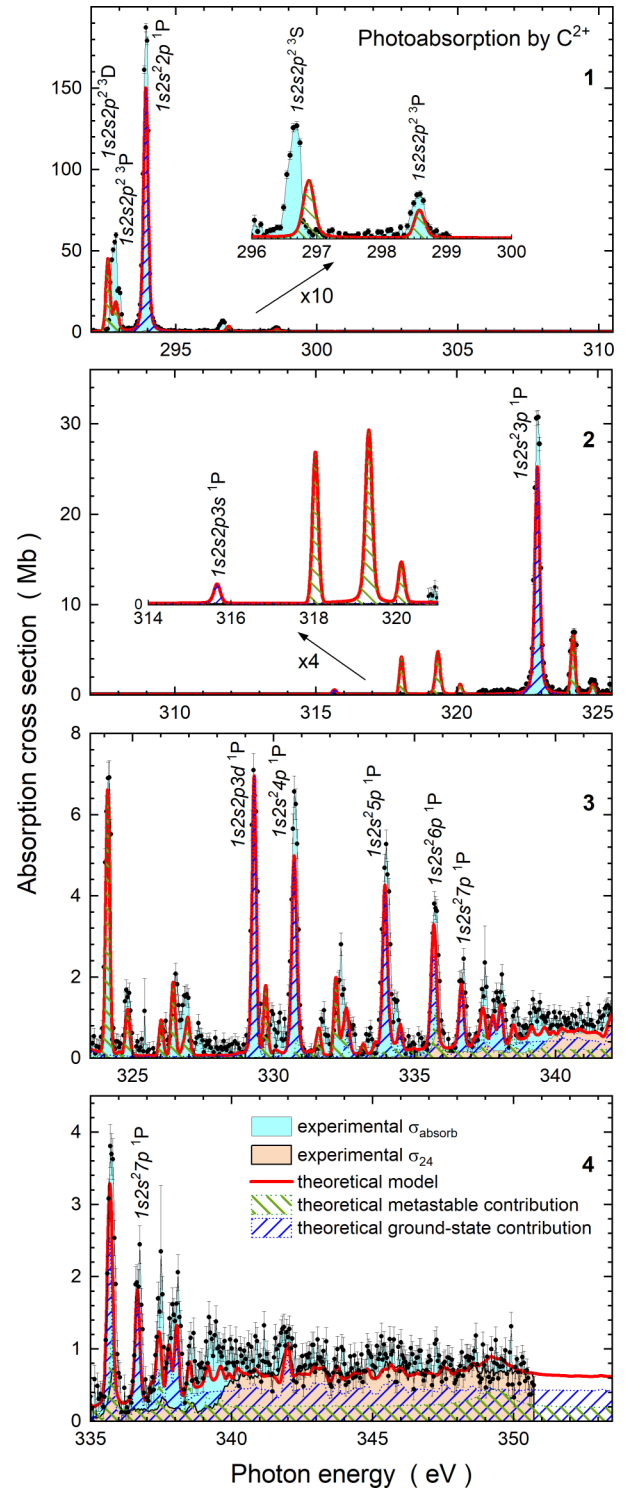 Photoabsorption by C²⁺
1
1s2s2p² ³D
1s2s2p² ³P
1s2s²2p ¹P
1s2s2p² ³S
1s2s2p² ³P
x10
150
100
50
0
296 297 298 299 300
295 300 305 310
2
1s2s²3p ¹P
1s2s2p3s ¹P
x4
30
20
10
0
0
314 316 318 320
310 315 320 325
Absorption cross section ( Mb )
3
1s2s2p3d ¹P
1s2s²4p ¹P
1s2s²5p ¹P
1s2s²6p ¹P
1s2s²7p ¹P
8
6
4
2
0
325 330 335 340
4
1s2s²7p ¹P
experimental σabsorb
experimental σ24
theoretical model
theoretical metastable contribution
theoretical ground-state contribution
4
3
2
1
0
335 340 345 350
Photon energy ( eV )